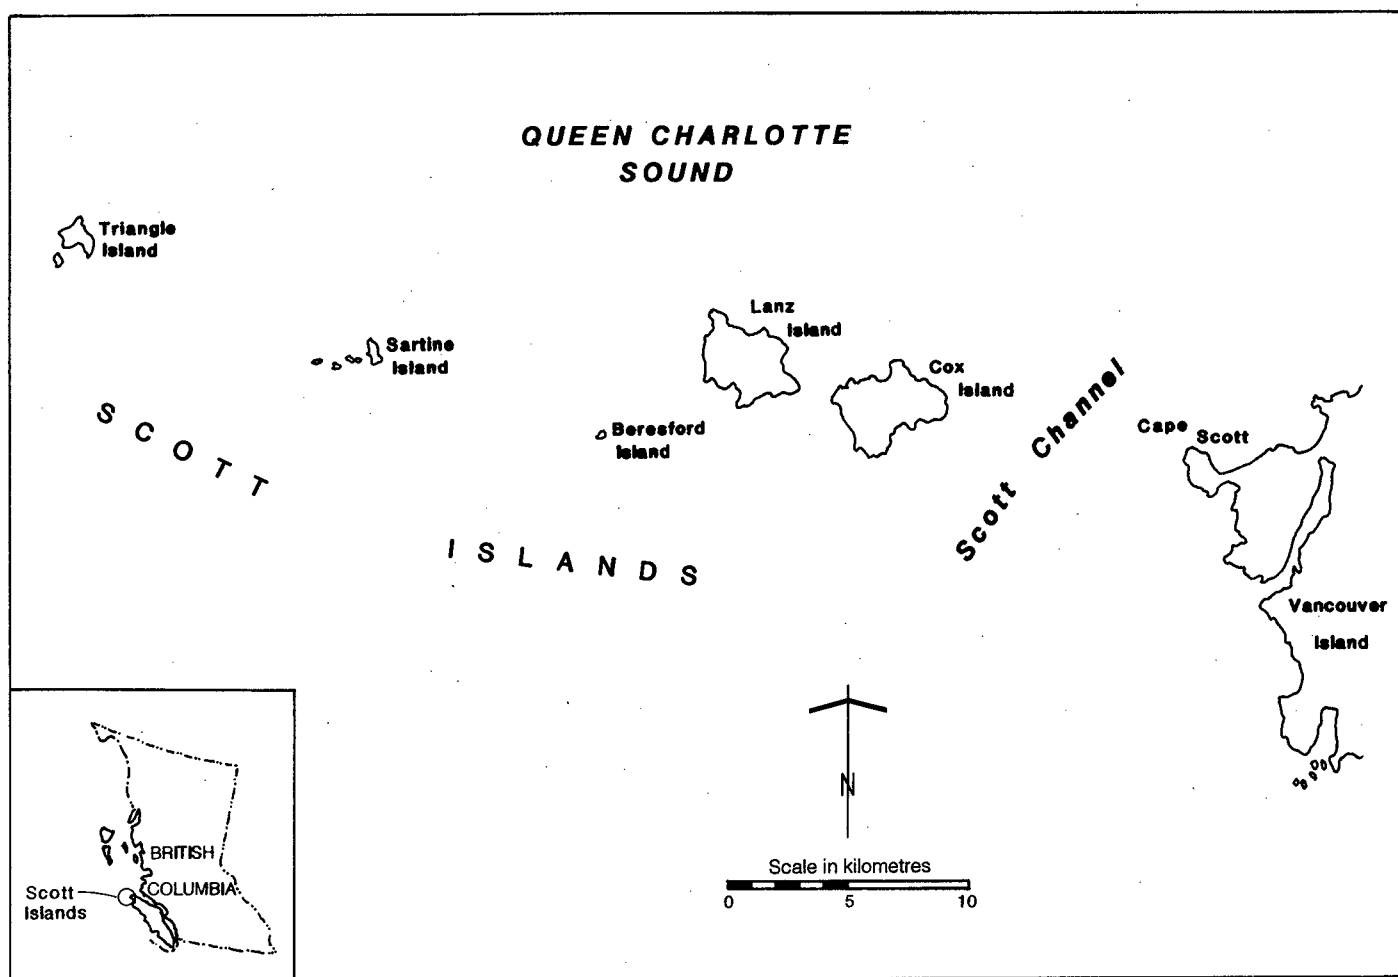 QUEEN CHARLOTTE
SOUND
Triangle
Island
Lanz
Island
Sartine
Island
Cox
Island
Beresford
Island
Cape Scott
SCOTT
ISLANDS
Scott Channel
Vancouver
Island
N
Scale in kilometres
0 5 10
BRITISH
COLUMBIA
Scott
Islands